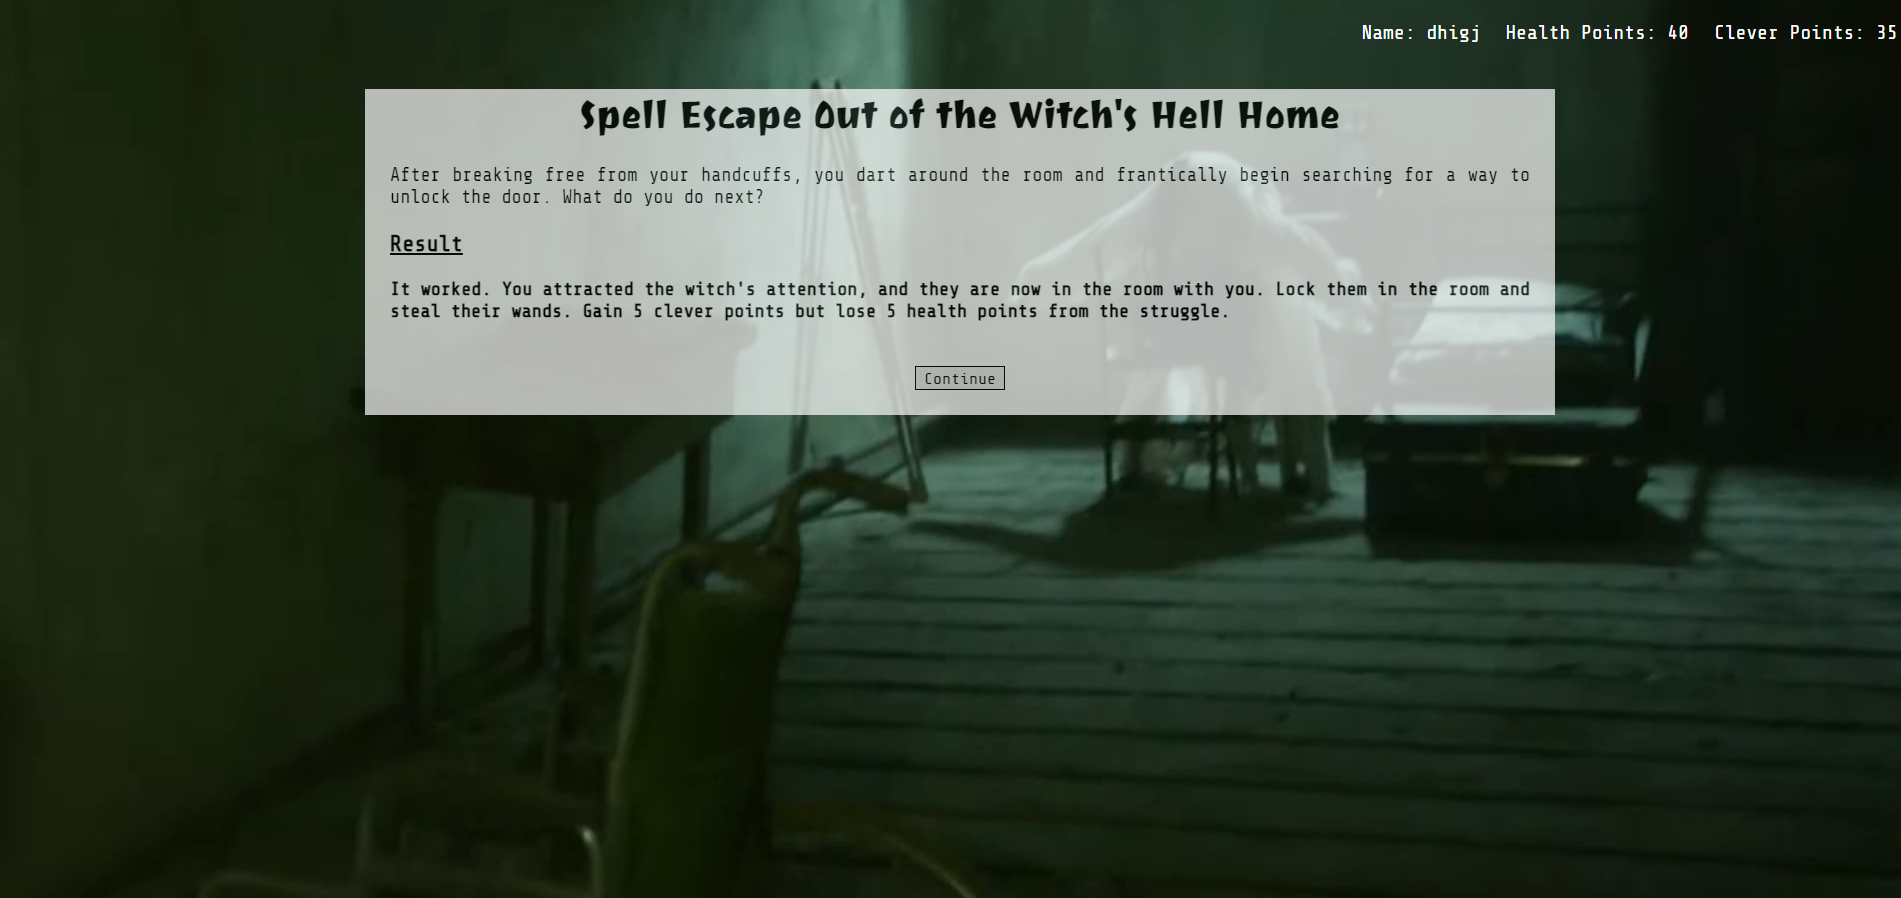 Name: dhigj Health Points: 40 Clever Points: 35
Spell Escape Out of the Witch's Hell Home
After breaking free from your handcuffs, you dart around the room and frantically begin searching for a way to
unlock the door. What do you do next?
Result
It worked. You attracted the witch's attention, and they are now in the room with you. Lock them in the room and
steal their wands. Gain 5 clever points but lose 5 health points from the struggle.
Continue